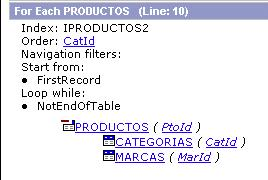 For Each PRODUCTOS (Line: 10)
Index: IPRODUCTOS2
Order: CatId
Navigation filters:
Start from:
• FirstRecord
Loop while:
• NotEndOfTable
PRODUCTOS ( PtoId )
CATEGORIAS ( CatId )
MARCAS ( MarId )